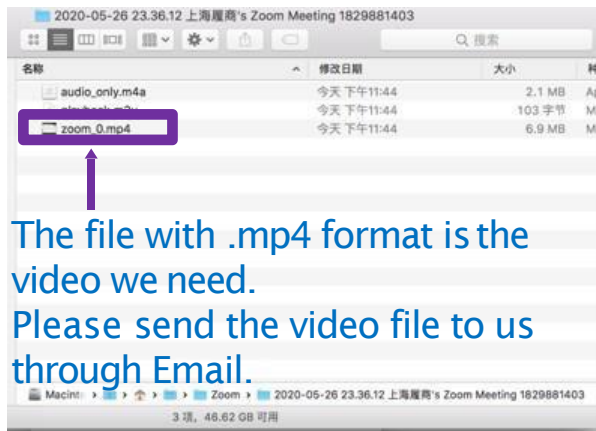 2020-05-26 23.36.12 上海履商's Zoom Meeting 1829881403
搜索
名称 修改日期 大小 种
audio_only.m4a 今天 下午11:44 2.1 MB
今天 下午11:44 103 字节 M
zoom_0.mp4 今天 下午11:44 6.9 MB M
The file with .mp4 format is the
video we need.
Please send the video file to us
through Email.
Zoom 2020-05-26 23.36.12 上海履商's Zoom Meeting 1829881403
3 项, 46.62 GB 可用